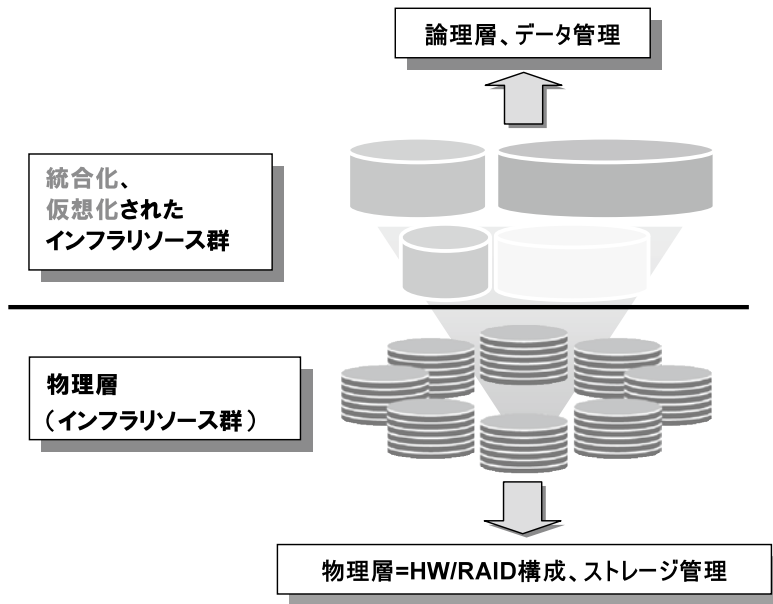 論理層、データ管理
統合化、
仮想化された
インフラリソース群
物理層
(インフラリソース群)
物理層=HW/RAID構成、ストレージ管理